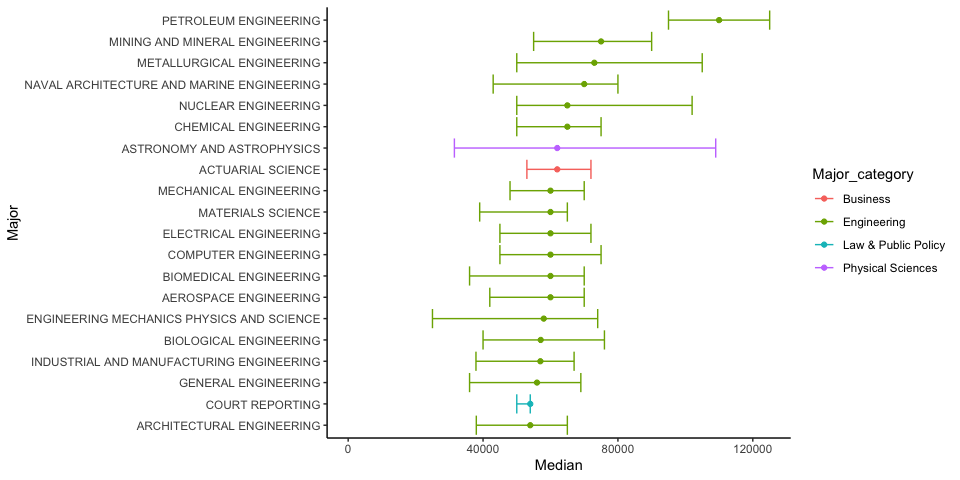 PETROLEUM ENGINEERING
MINING AND MINERAL ENGINEERING
METALLURGICAL ENGINEERING
NAVAL ARCHITECTURE AND MARINE ENGINEERING
NUCLEAR ENGINEERING
CHEMICAL ENGINEERING
ASTRONOMY AND ASTROPHYSICS
ACTUARIAL SCIENCE
MECHANICAL ENGINEERING
MATERIALS SCIENCE
ELECTRICAL ENGINEERING
COMPUTER ENGINEERING
BIOMEDICAL ENGINEERING
AEROSPACE ENGINEERING
ENGINEERING MECHANICS PHYSICS AND SCIENCE
BIOLOGICAL ENGINEERING
INDUSTRIAL AND MANUFACTURING ENGINEERING
GENERAL ENGINEERING
COURT REPORTING
ARCHITECTURAL ENGINEERING
Major
0 40000 80000 120000
Median
Major_category
Business
Engineering
Law & Public Policy
Physical Sciences